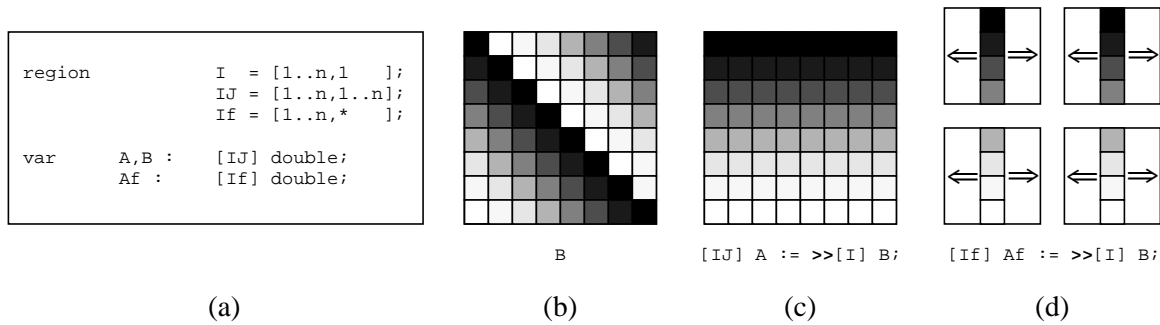 region I = [1..n,1 ];
IJ = [1..n,1..n];
If = [1..n,* ];
var A,B : [IJ] double;
Af : [If] double;
B
[IJ] A := >>[I] B;
[If] Af := >>[I] B;
(a)
(b)
(c)
(d)